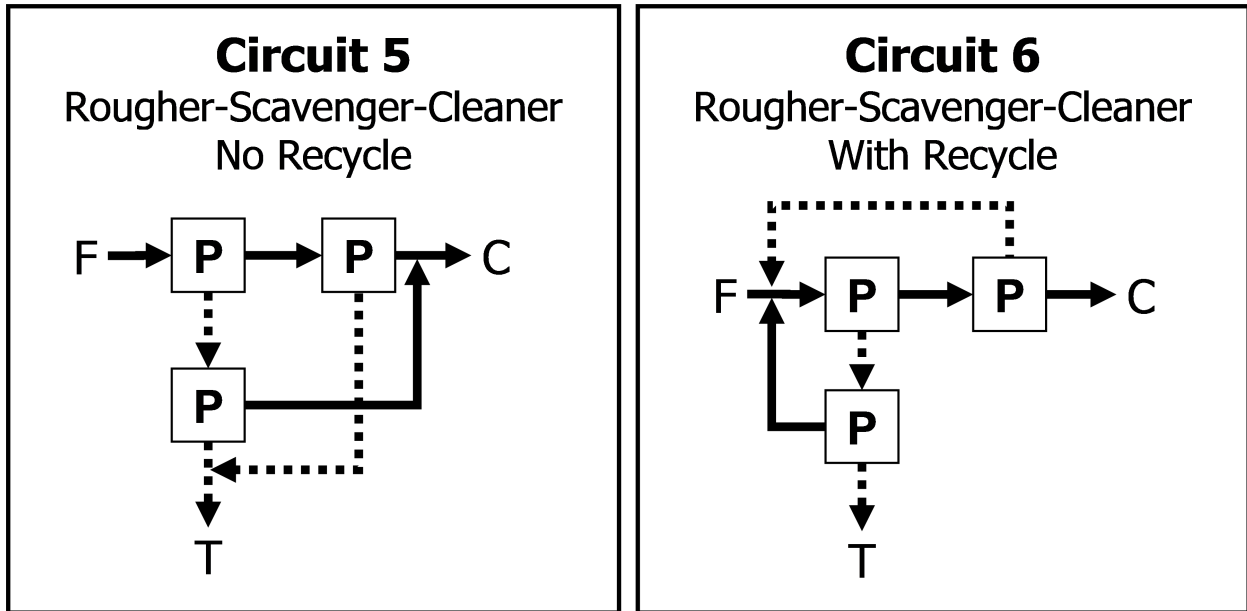 Circuit 5
Rougher-Scavenger-Cleaner
No Recycle
F
P
P
C
P
T
Circuit 6
Rougher-Scavenger-Cleaner
With Recycle
F
P
P
C
P
T